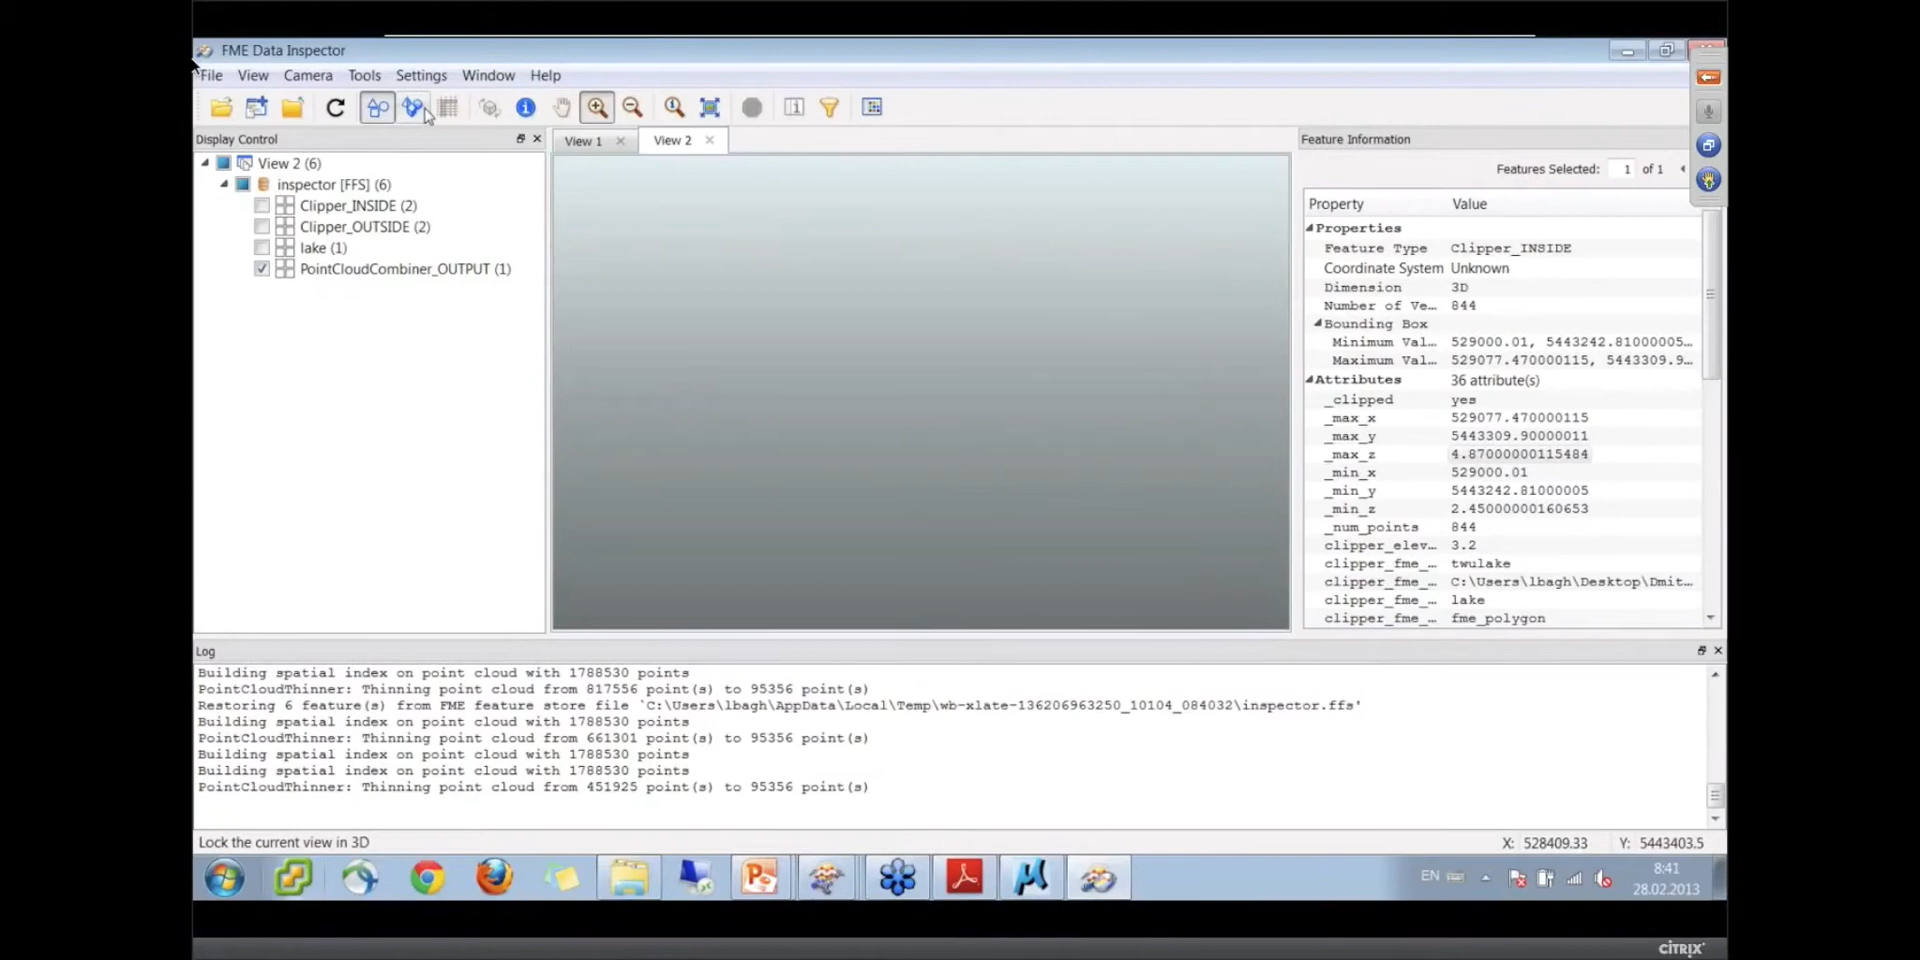 FME Data Inspector
File View Camera Tools Settings Window Help
Display Control
View 2 (6)
inspector [FFS] (6)
Clipper_INSIDE (2)
Clipper_OUTSIDE (2)
lake (1)
PointCloudCombiner_OUTPUT (1)
View 1
View 2
Feature Information
Features Selected: 1 of 1
Property Value
Properties
Feature Type Clipper_INSIDE
Coordinate System Unknown
Dimension 3D
Number of Ve... 844
Bounding Box
Minimum Val... 529000.01, 5443242.81000005...
Maximum Val... 529077.470000115, 5443309.9...
Attributes 36 attribute(s)
_clipped yes
_max_x 529077.470000115
_max_y 5443309.90000011
_max_z 4.87000000115484
_min_x 529000.01
_min_y 5443242.81000005
_min_z 2.45000000160653
_num_points 844
clipper_elev... 3.2
clipper_fme_... twulake
clipper_fme_... C:\Users\lbagh\Desktop\Dmit...
clipper_fme_... lake
clipper_fme_... fme_polygon
Log
Building spatial index on point cloud with 1788530 points
PointCloudThinner: Thinning point cloud from 817556 point(s) to 95356 point(s)
Restoring 6 feature(s) from FME feature store file `C:\Users\lbagh\AppData\Local\Temp\wb-xlate-136206963250_10104_084032\inspector.ffs'
Building spatial index on point cloud with 1788530 points
PointCloudThinner: Thinning point cloud from 661301 point(s) to 95356 point(s)
Building spatial index on point cloud with 1788530 points
Building spatial index on point cloud with 1788530 points
PointCloudThinner: Thinning point cloud from 451925 point(s) to 95356 point(s)
Lock the current view in 3D
X: 528409.33 Y: 5443403.5
EN
8:41
28.02.2013
CITRIX